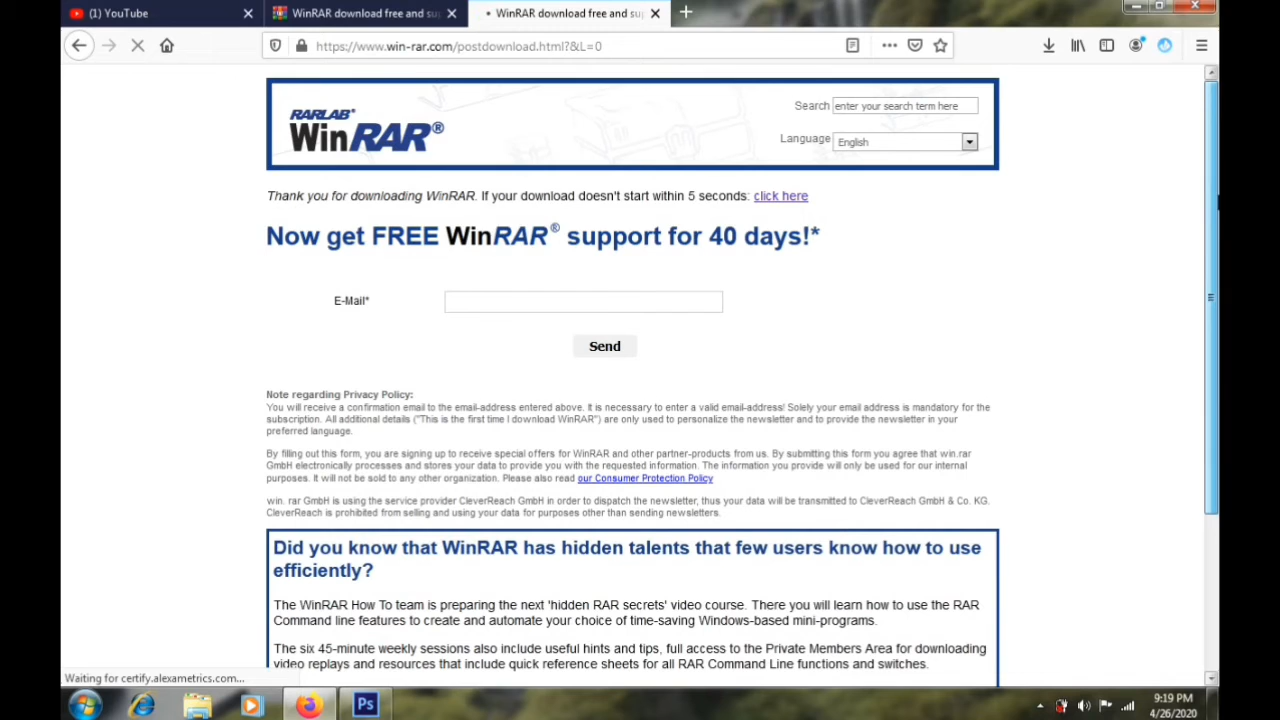 (1) YouTube
WinRAR download free and su
WinRAR download free and su
https://www.win-rar.com/postdownload.html?&L=0
RARLAB®
WinRAR®
Search enter your search term here
Language English
Thank you for downloading WinRAR. If your download doesn't start within 5 seconds: click here
Now get FREE WinRAR® support for 40 days!*
E-Mail*
Send
Note regarding Privacy Policy:
You will receive a confirmation email to the email-address entered above. It is necessary to enter a valid email-address! Solely your email address is mandatory for the
subscription. All additional details ("This is the first time I download WinRAR") are only used to personalize the newsletter and to provide the newsletter in your
preferred language.
By filling out this form, you are signing up to receive special offers for WinRAR and other partner-products from us. By submitting this form you agree that win.rar
GmbH electronically processes and stores your data to provide you with the requested information. The information you provide will only be used for our internal
purposes. It will not be sold to any other organization. Please also read our Consumer Protection Policy
win. rar GmbH is using the service provider CleverReach GmbH in order to dispatch the newsletter, thus your data will be transmitted to CleverReach GmbH & Co. KG.
CleverReach is prohibited from selling and using your data for purposes other than sending newsletters.
Did you know that WinRAR has hidden talents that few users know how to use
efficiently?
The WinRAR How To team is preparing the next 'hidden RAR secrets' video course. There you will learn how to use the RAR
Command line features to create and automate your choice of time-saving Windows-based mini-programs.
The six 45-minute weekly sessions also include useful hints and tips, full access to the Private Members Area for downloading
video replays and resources that include quick reference sheets for all RAR Command Line functions and switches.
Waiting for certify.alexametrics.com...
Ps
9:19 PM
4/26/2020